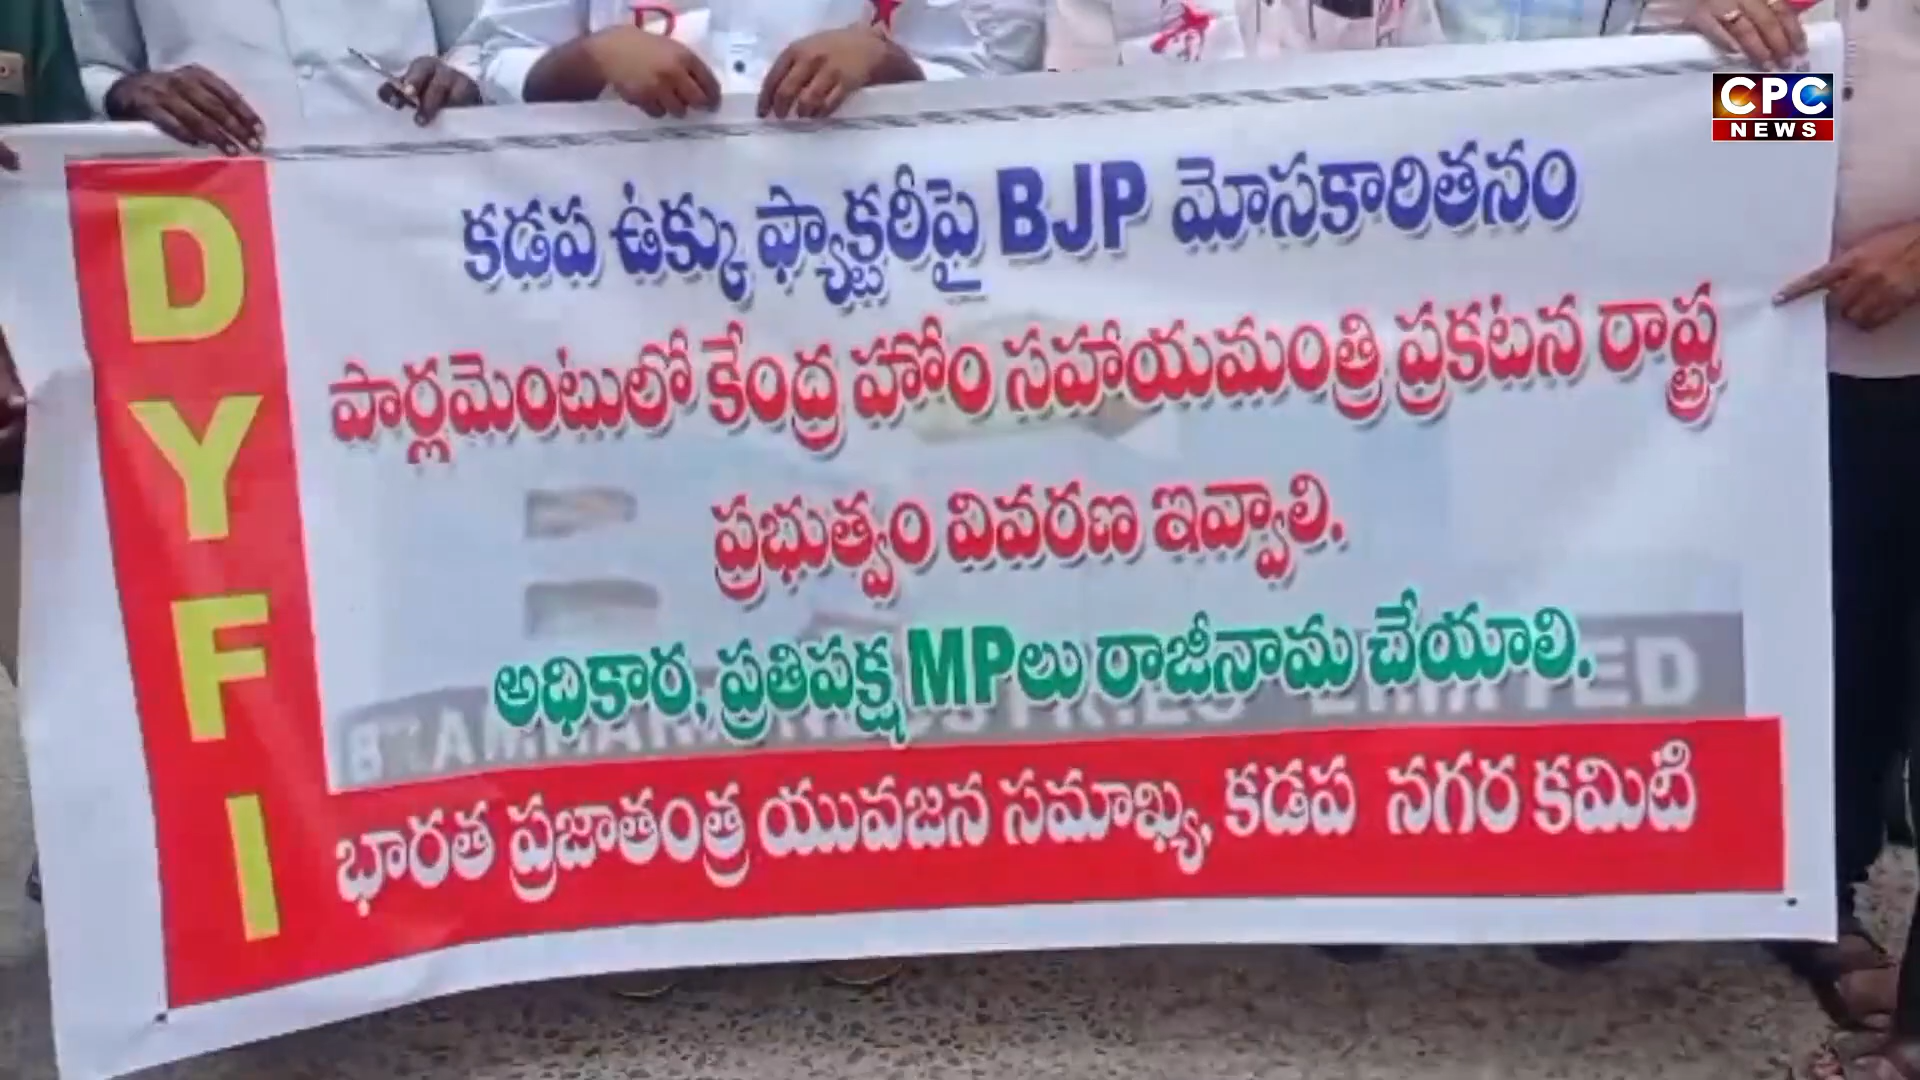 CPC
NEWS
DYFI
కడప ఉక్కు ఫ్యాక్టరీపై BJP మోసకారితనం
పార్లమెంటులో కేంద్ర హోం సహాయమంత్రి ప్రకటన రాష్ట్ర
ప్రభుత్వం వివరణ ఇవ్వాలి.
అధికార, ప్రతిపక్ష MPలు రాజీనామ చేయాలి.
భారత ప్రజాతంత్ర యువజన సమాఖ్య, కడప నగర కమిటి